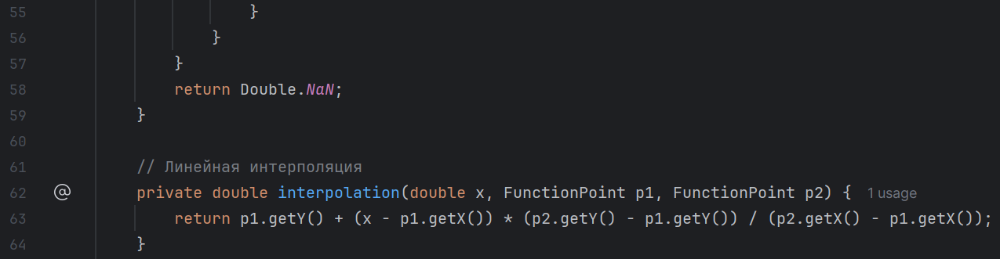 55 }
56 }
57 }
58 return Double.NaN;
59 }
60
61 // Линейная интерполяция
62 @ private double interpolation(double x, FunctionPoint p1, FunctionPoint p2) { 1 usage
63 return p1.getY() + (x - p1.getX()) * (p2.getY() - p1.getY()) / (p2.getX() - p1.getX());
64 }